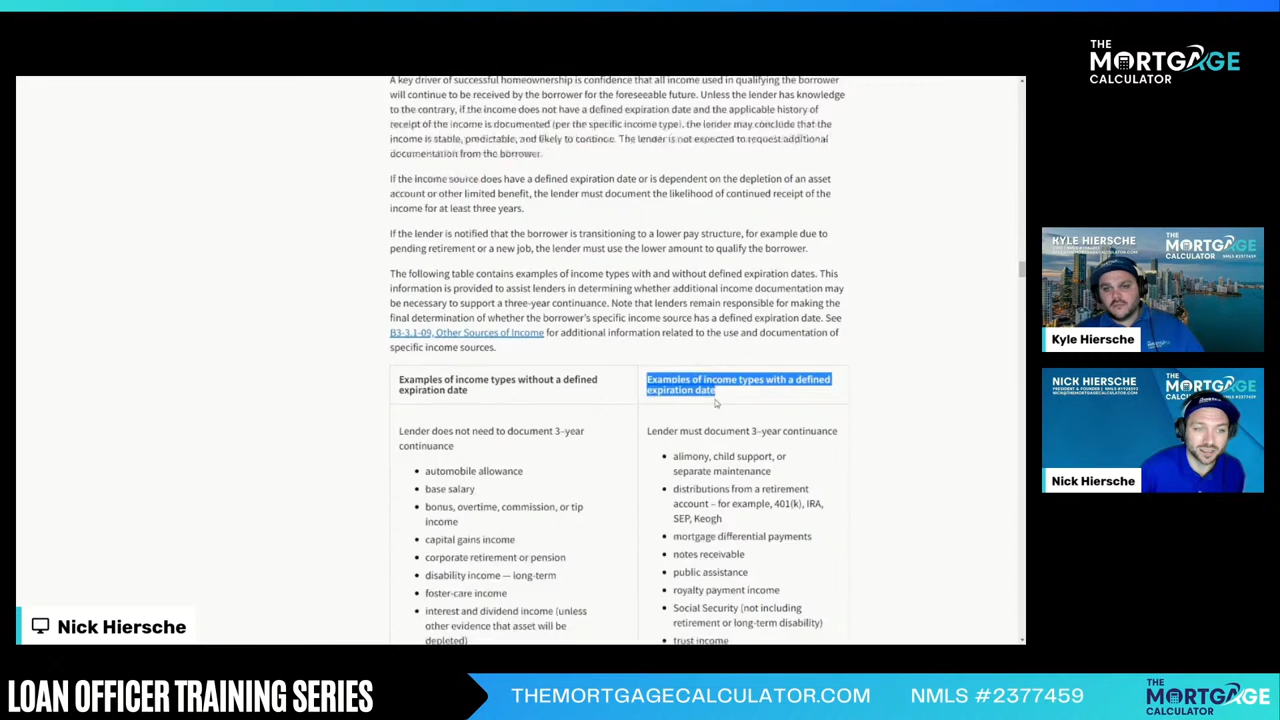 THE
MORTGAGE
CALCULATOR
A key driver of successful homeownership is confidence that all income used in qualifying the borrower
will continue to be received by the borrower for the foreseeable future. Unless the lender has knowledge
to the contrary, if the income does not have a defined expiration date and the applicable history of
receipt of the income is documented (per the specific income type), the lender may conclude that the
income is stable, predictable, and likely to continue. The lender is not expected to request additional
documentation from the borrower.
If the income source does have a defined expiration date or is dependent on the depletion of an asset
account or other limited benefit, the lender must document the likelihood of continued receipt of the
income for at least three years.
If the lender is notified that the borrower is transitioning to a lower pay structure, for example due to
pending retirement or a new job, the lender must use the lower amount to qualify the borrower.
The following table contains examples of income types with and without defined expiration dates. This
information is provided to assist lenders in determining whether additional income documentation may
be necessary to support a three-year continuance. Note that lenders remain responsible for making the
final determination of whether the borrower's specific income source has a defined expiration date. See
B3-3.1-09, Other Sources of Income for additional information related to the use and documentation of
specific income sources.
Examples of income types without a defined
expiration date
Lender does not need to document 3-year
continuance
• automobile allowance
• base salary
• bonus, overtime, commission, or tip
income
• capital gains income
• corporate retirement or pension
• disability income — long-term
• foster-care income
• interest and dividend income (unless
other evidence that asset will be
depleted)
Examples of income types with a defined
expiration date
Lender must document 3-year continuance
• alimony, child support, or
separate maintenance
• distributions from a retirement
account – for example, 401(k), IRA,
SEP, Keogh
• mortgage differential payments
• notes receivable
• public assistance
• royalty payment income
• Social Security (not including
retirement or long-term disability)
• trust income
KYLE HIERSCHE
THE
MORTGAGE
CALCULATOR
NMLS #2377459
Kyle Hiersche
NICK HIERSCHE
PRESIDENT & FOUNDER
NICK@THEMORTGAGECALCULATOR.COM
THE
MORTGAGE
CALCULATOR
NMLS #2377459
Nick Hiersche
Nick Hiersche
LOAN OFFICER TRAINING SERIES
THEMORTGAGECALCULATOR.COM
NMLS #2377459
THE
MORTGAGE
CALCULATOR